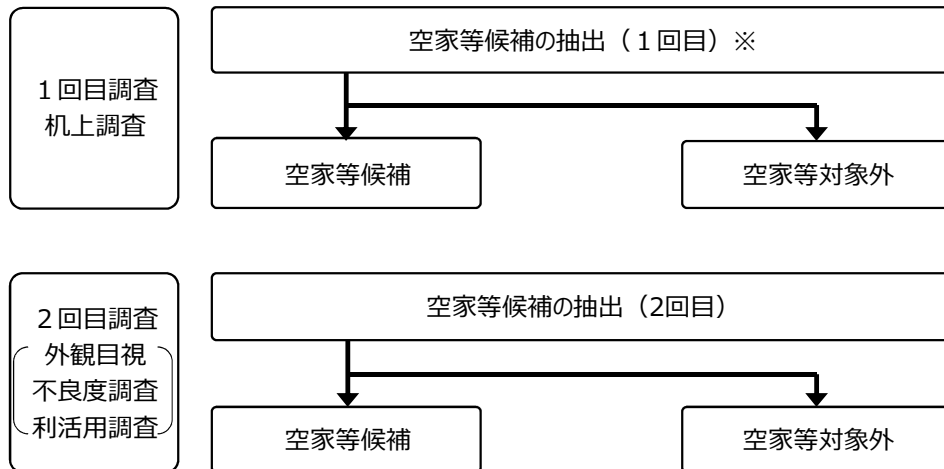 １回目調査
机上調査
空家等候補の抽出（１回目）※
空家等候補
空家等対象外
２回目調査
外観目視
不良度調査
利活用調査
空家等候補の抽出（2回目）
空家等候補
空家等対象外